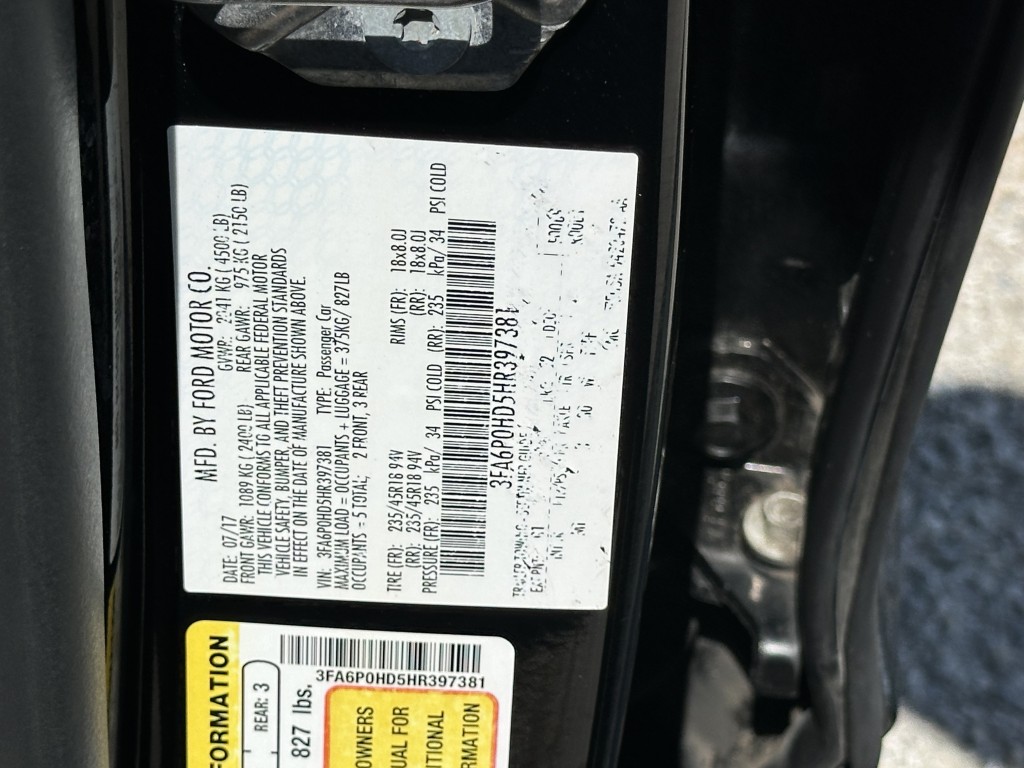 MFD. BY FORD MOTOR CO.
DATE: 07/17 GVWR: 2041 KG ( 4500 LB)
FRONT GAWR: 1089 KG ( 2400 LB) REAR GAWR: 975 KG ( 2150 LB)
THIS VEHICLE CONFORMS TO ALL APPLICABLE FEDERAL MOTOR
VEHICLE SAFETY, BUMPER, AND THEFT PREVENTION STANDARDS
IN EFFECT ON THE DATE OF MANUFACTURE SHOWN ABOVE.
VIN: 3FA6P0HD5HR397381 TYPE: Passenger Car
MAXIMUM LOAD = OCCUPANTS + LUGGAGE = 375KG/ 827LB
OCCUPANTS - 5 TOTAL; 2 FRONT, 3 REAR
TIRE (FR): 235/45R18 94V RIMS (FR): 18x8.0J
(RR): 235/45R18 94V (RR): 18x8.0J
PRESSURE (FR): 235 kPa/ 34 PSI COLD (RR): 235 kPa/ 34 PSI COLD
3FA6P0HD5HR397381
FORMATION
REAR: 3
827 lbs.
3FA6P0HD5HR397381
OWNERS
UAL FOR
ITIONAL
RMATION